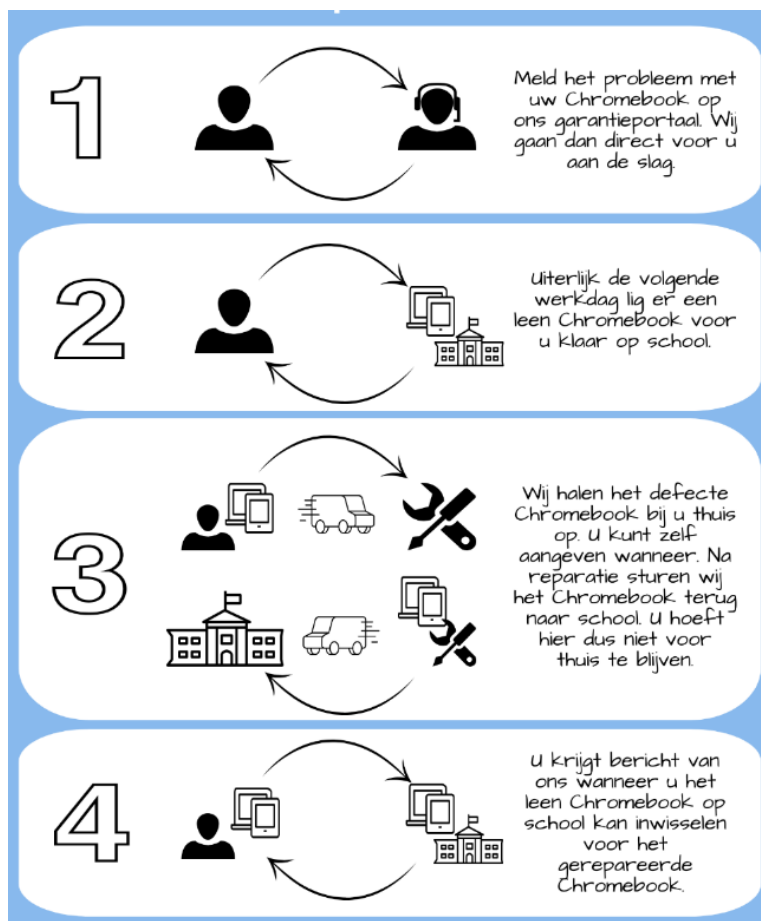 1
Meld het probleem met
uw Chromebook op
ons garantieportaal. Wij
gaan dan direct voor u
aan de slag.
2
Uiterlijk de volgende
werkdag lig er een
leen Chromebook voor
u klaar op school.
3
Wij halen het defecte
Chromebook bij u thuis
op. U kunt zelf
aangeven wanneer. Na
reparatie sturen wij
het Chromebook terug
naar school. U hoeft
hier dus niet voor
thuis te blijven.
4
U krijgt bericht van
ons wanneer u het
leen Chromebook op
school kan inwisselen
voor het
gerepareerde
Chromebook.